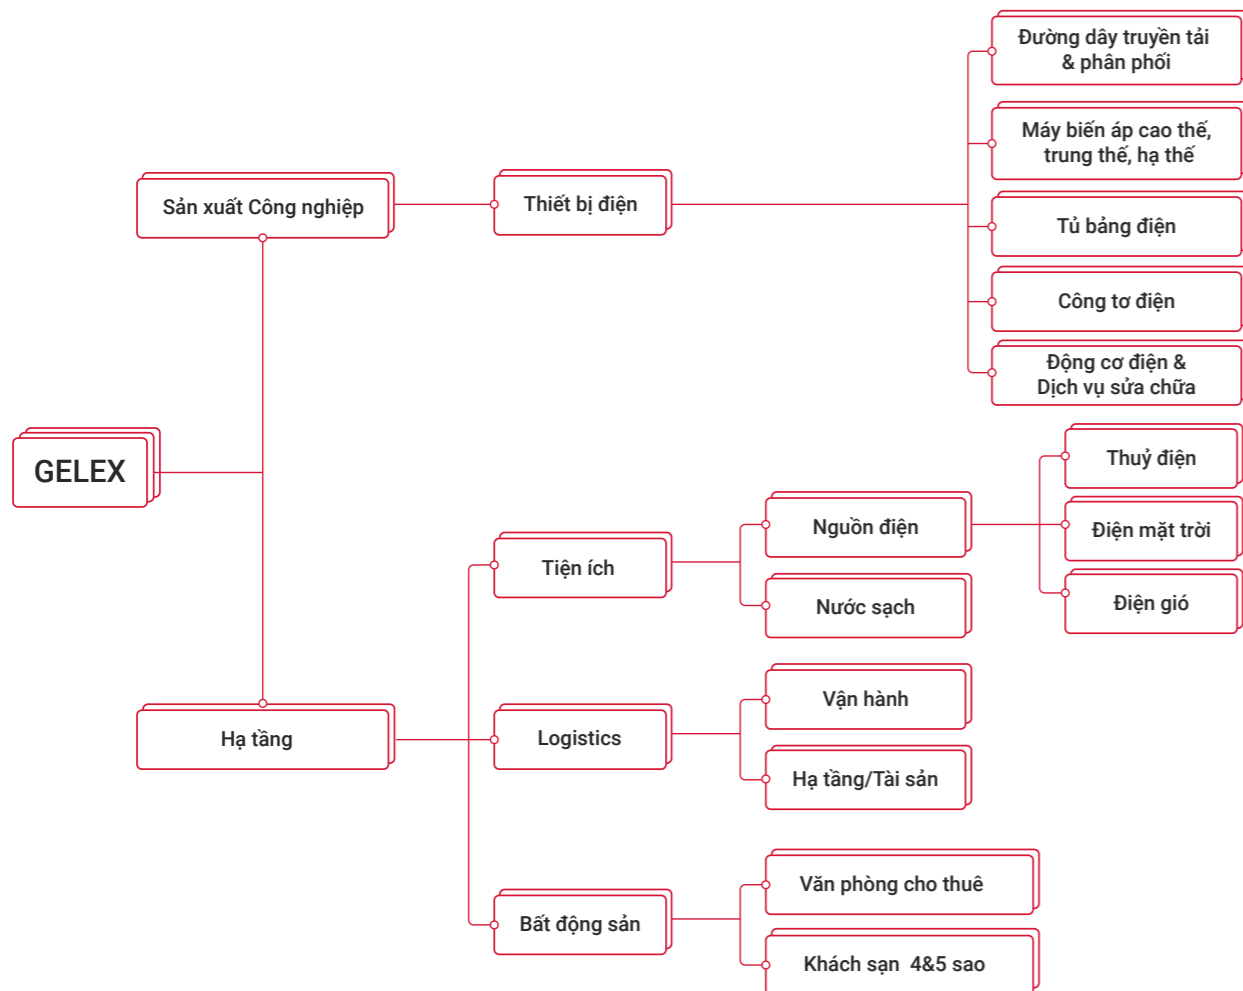 GELEX
Sản xuất Công nghiệp
Thiết bị điện
Đường dây truyền tải
& phân phối
Máy biến áp cao thế,
trung thế, hạ thế
Tủ bảng điện
Công tơ điện
Động cơ điện &
Dịch vụ sửa chữa
Hạ tầng
Tiện ích
Nguồn điện
Thuỷ điện
Điện mặt trời
Điện gió
Nước sạch
Logistics
Vận hành
Hạ tầng/Tài sản
Bất động sản
Văn phòng cho thuê
Khách sạn 4&5 sao